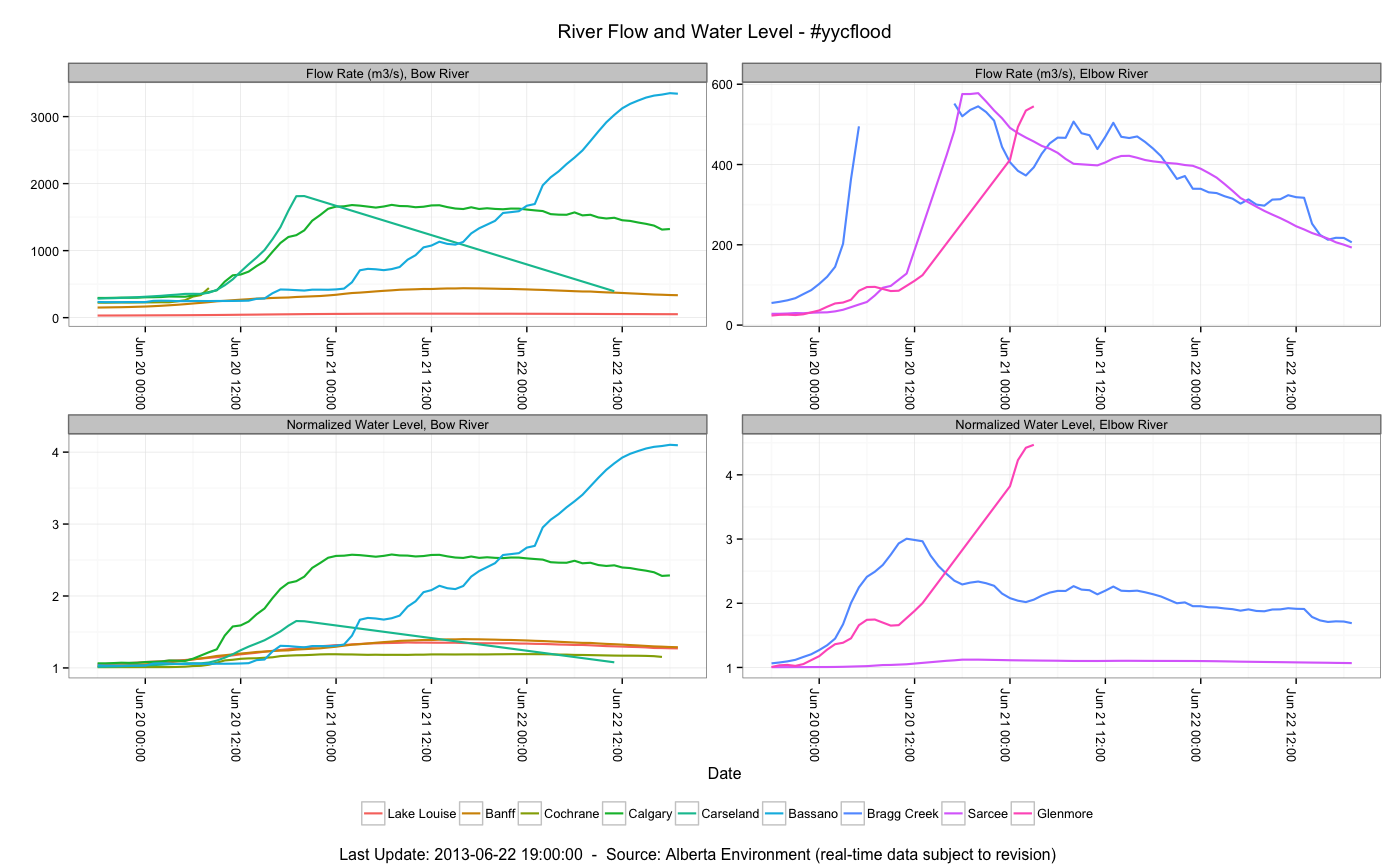 River Flow and Water Level - #yycflood
Flow Rate (m3/s), Bow River
Flow Rate (m3/s), Elbow River
3000
2000
1000
0
600
400
200
0
Jun 20 00:00
Jun 20 12:00
Jun 21 00:00
Jun 21 12:00
Jun 22 00:00
Jun 22 12:00
Jun 20 00:00
Jun 20 12:00
Jun 21 00:00
Jun 21 12:00
Jun 22 00:00
Jun 22 12:00
Normalized Water Level, Bow River
Normalized Water Level, Elbow River
4
3
2
1
4
3
2
1
Jun 20 00:00
Jun 20 12:00
Jun 21 00:00
Jun 21 12:00
Jun 22 00:00
Jun 22 12:00
Jun 20 00:00
Jun 20 12:00
Jun 21 00:00
Jun 21 12:00
Jun 22 00:00
Jun 22 12:00
Date
Lake Louise Banff Cochrane Calgary Carseland Bassano Bragg Creek Sarcee Glenmore
Last Update: 2013-06-22 19:00:00 - Source: Alberta Environment (real-time data subject to revision)